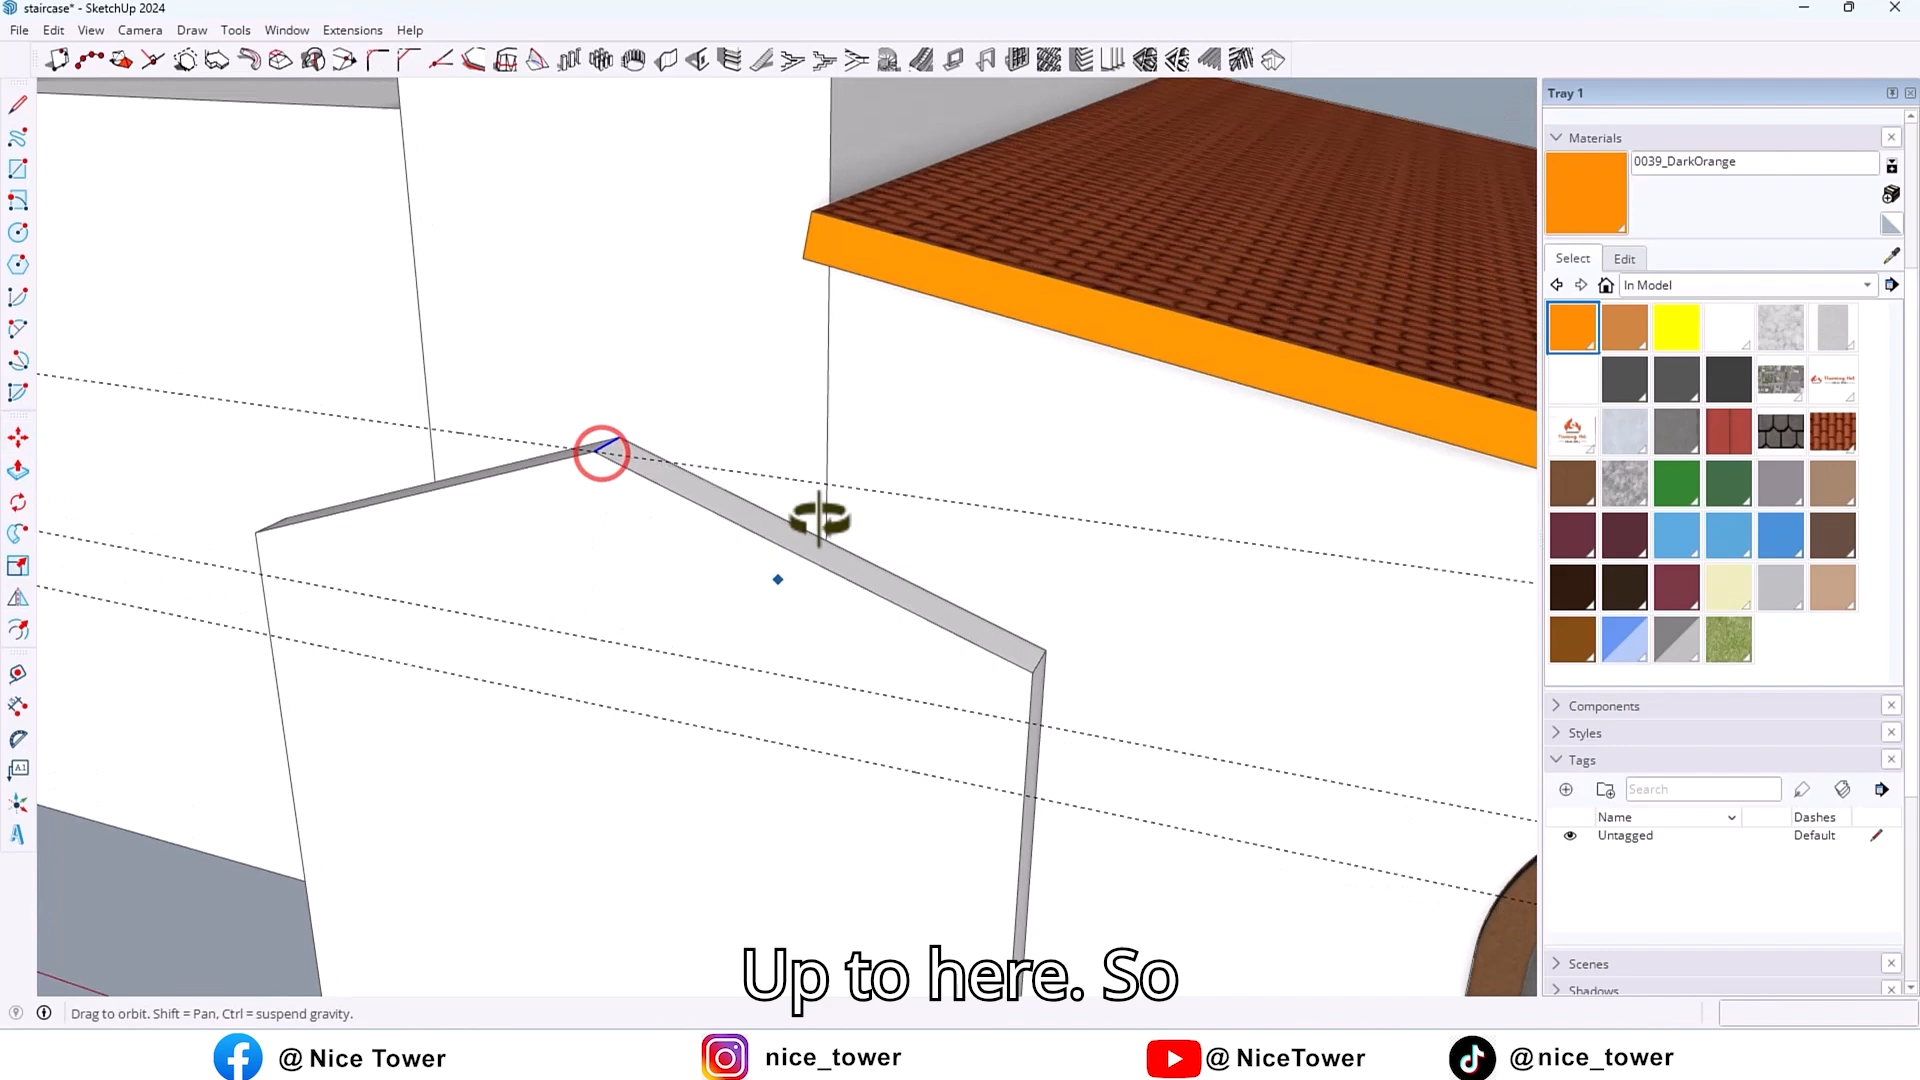 staircase* - SketchUp 2024
File Edit View Camera Draw Tools Window Extensions Help
Tray 1
Materials
0039_DarkOrange
Select Edit
In Model
Components
Styles
Tags
Search
Name Dashes
Untagged Default
Scenes
Shadows
Up to here. So
Drag to orbit. Shift = Pan, Ctrl = suspend gravity.
@ Nice Tower nice_tower @ NiceTower @nice_tower